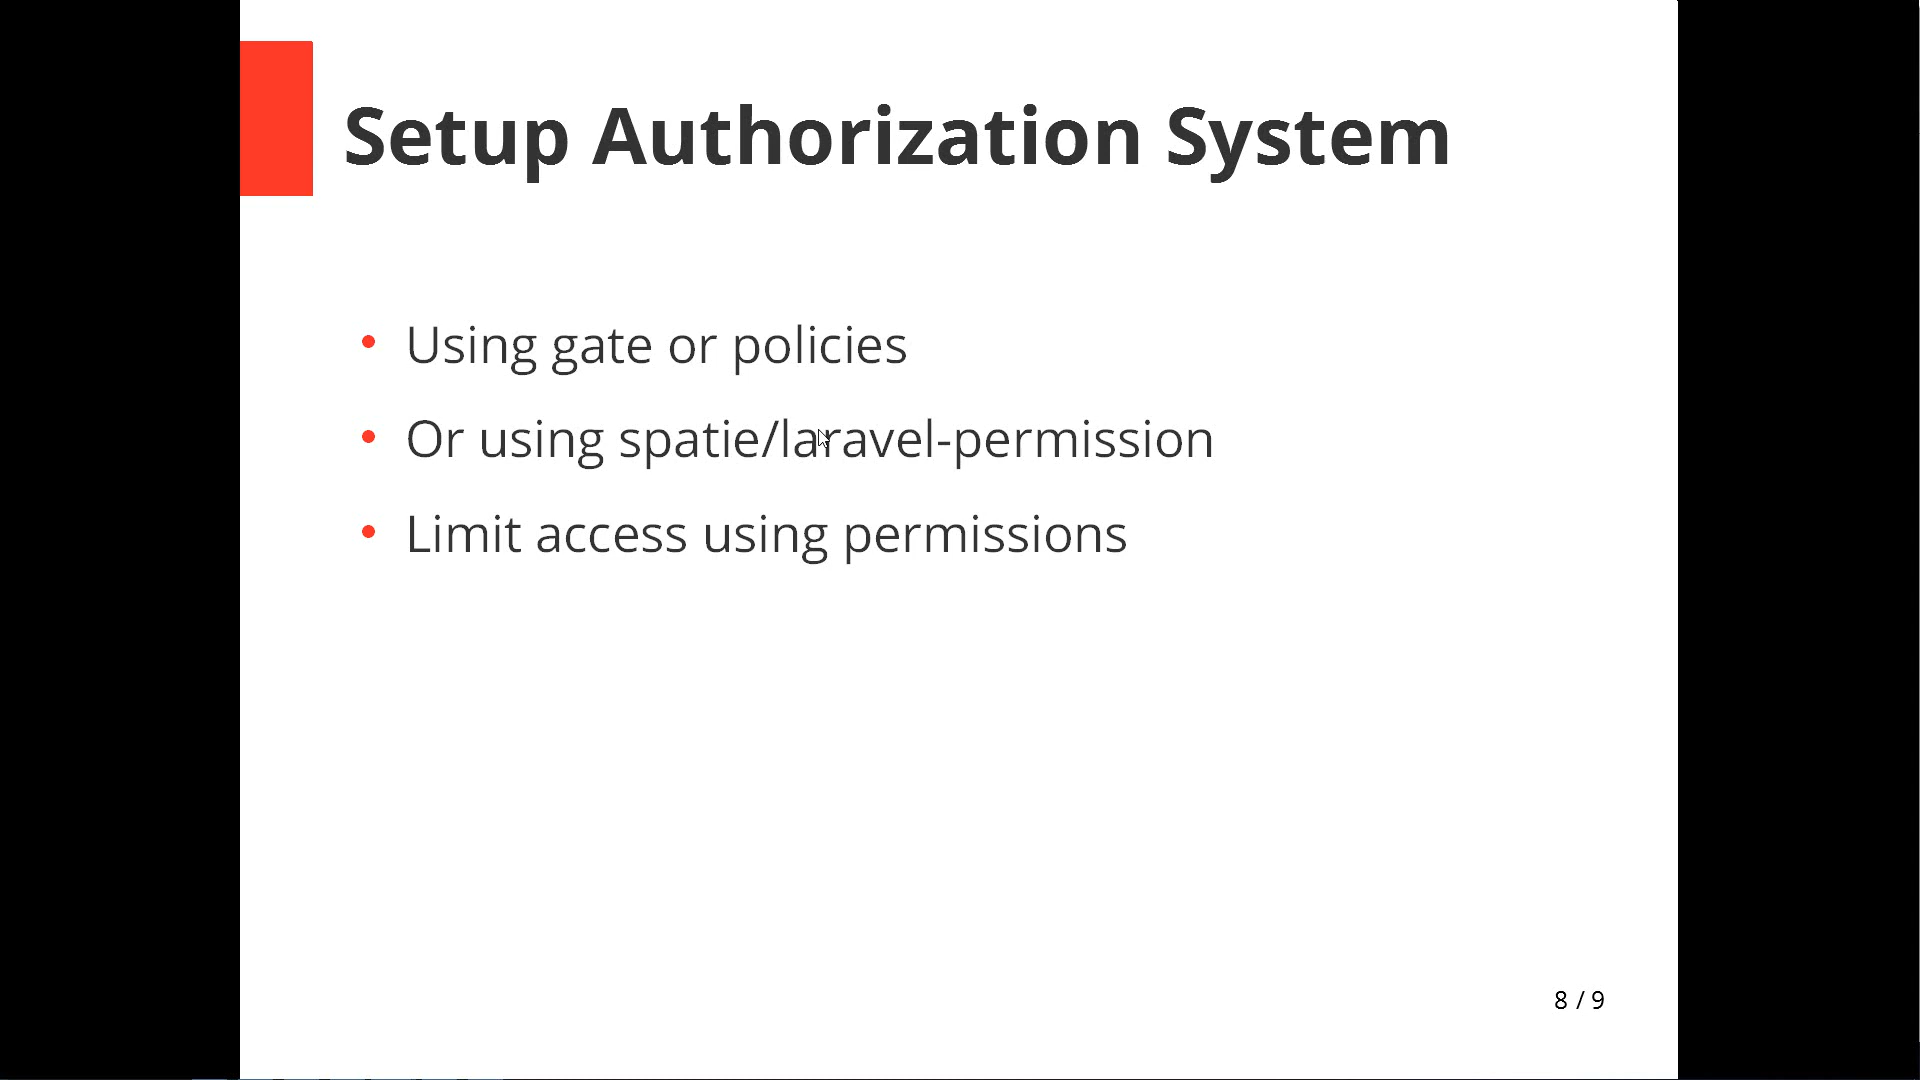 Setup Authorization System
• Using gate or policies
• Or using spatie/laravel-permission
• Limit access using permissions
8 / 9